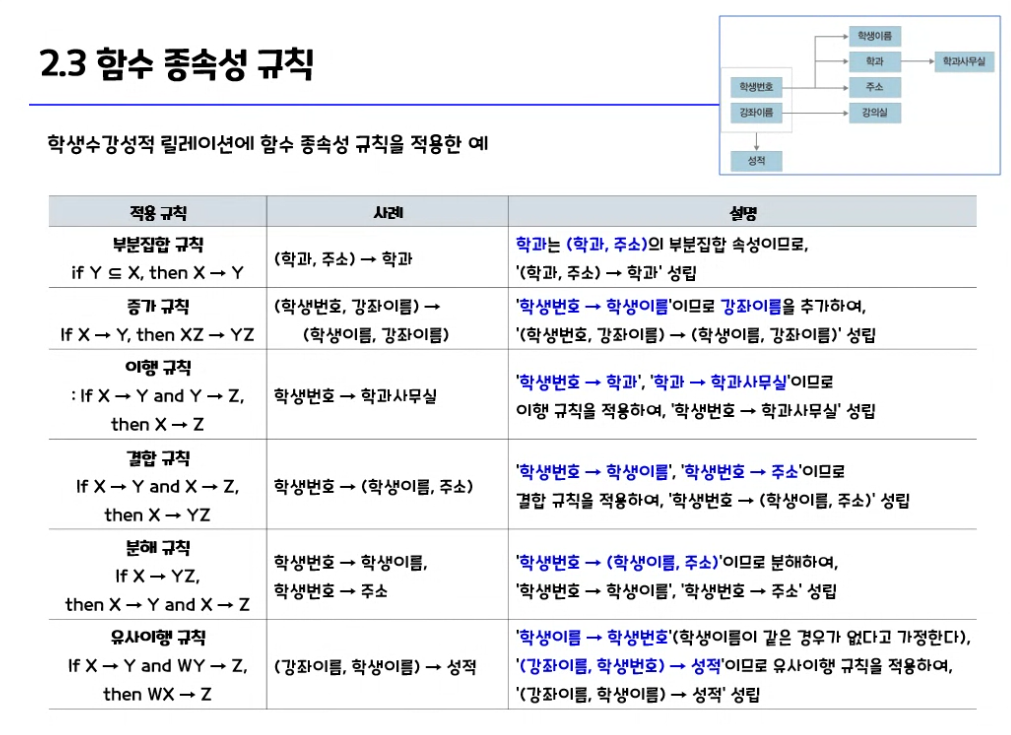 2.3 함수 종속성 규칙
학생이름
학과
학과사무실
학생번호
주소
강좌이름
강의실
성적
학생수강성적 릴레이션에 함수 종속성 규칙을 적용한 예
적용 규칙
사례
설명
부분집합 규칙
if Y ⊆ X, then X → Y
(학과, 주소) → 학과
학과는 (학과, 주소)의 부분집합 속성이므로,
'(학과, 주소) → 학과' 성립
증가 규칙
If X → Y, then XZ → YZ
(학생번호, 강좌이름) →
(학생이름, 강좌이름)
'학생번호 → 학생이름'이므로 강좌이름을 추가하여,
'(학생번호, 강좌이름) → (학생이름, 강좌이름)' 성립
이행 규칙
: If X → Y and Y → Z,
then X → Z
학생번호 → 학과사무실
'학생번호 → 학과', '학과 → 학과사무실'이므로
이행 규칙을 적용하여, '학생번호 → 학과사무실' 성립
결합 규칙
If X → Y and X → Z,
then X → YZ
학생번호 → (학생이름, 주소)
'학생번호 → 학생이름', '학생번호 → 주소'이므로
결합 규칙을 적용하여, '학생번호 → (학생이름, 주소)' 성립
분해 규칙
If X → YZ,
then X → Y and X → Z
학생번호 → 학생이름,
학생번호 → 주소
'학생번호 → (학생이름, 주소)'이므로 분해하여,
'학생번호 → 학생이름', '학생번호 → 주소' 성립
유사이행 규칙
If X → Y and WY → Z,
then WX → Z
(강좌이름, 학생이름) → 성적
'학생이름 → 학생번호'(학생이름이 같은 경우가 없다고 가정한다),
'(강좌이름, 학생번호) → 성적'이므로 유사이행 규칙을 적용하여,
'(강좌이름, 학생이름) → 성적' 성립